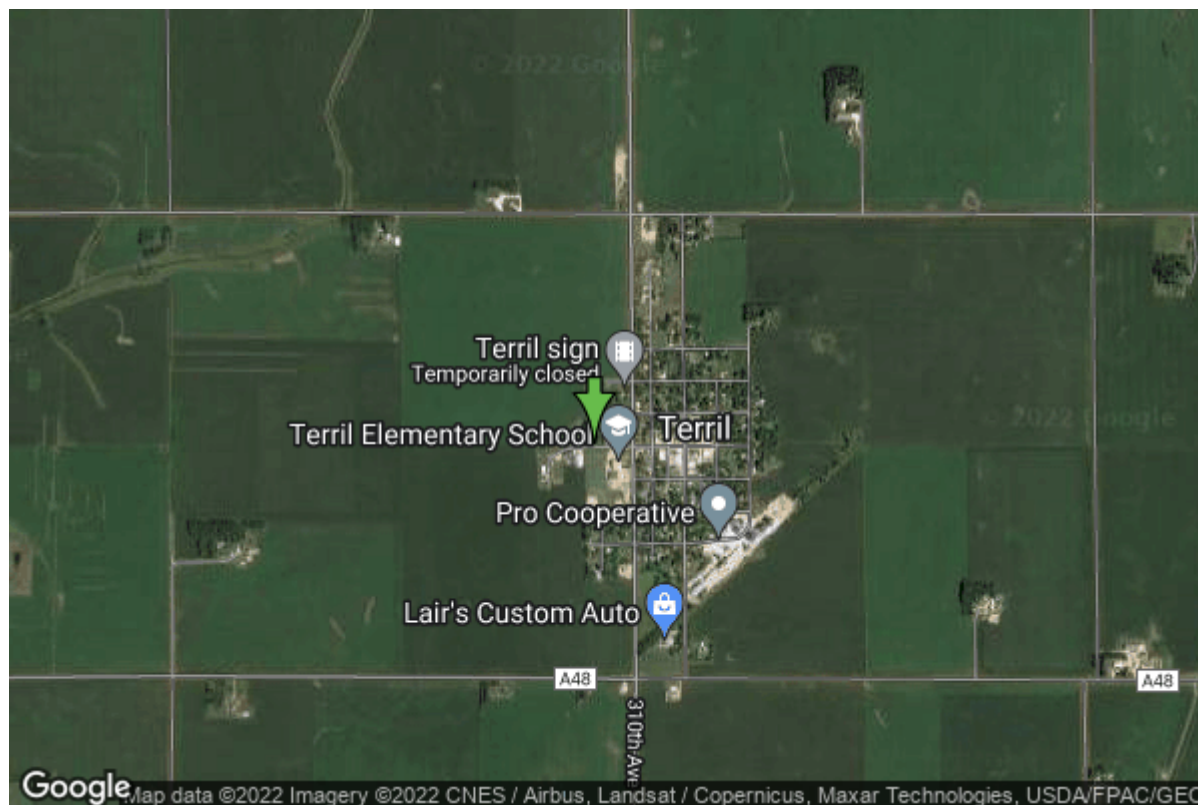 © 2022 Google
Terril sign
Temporarily closed
© 2022 Google
Terril Elementary School
Terril
Pro Cooperative
Lair's Custom Auto
A48
A48
310th Ave
Google
Map data ©2022 Imagery ©2022 CNES / Airbus, Landsat / Copernicus, Maxar Technologies, USDA/FPAC/GEO